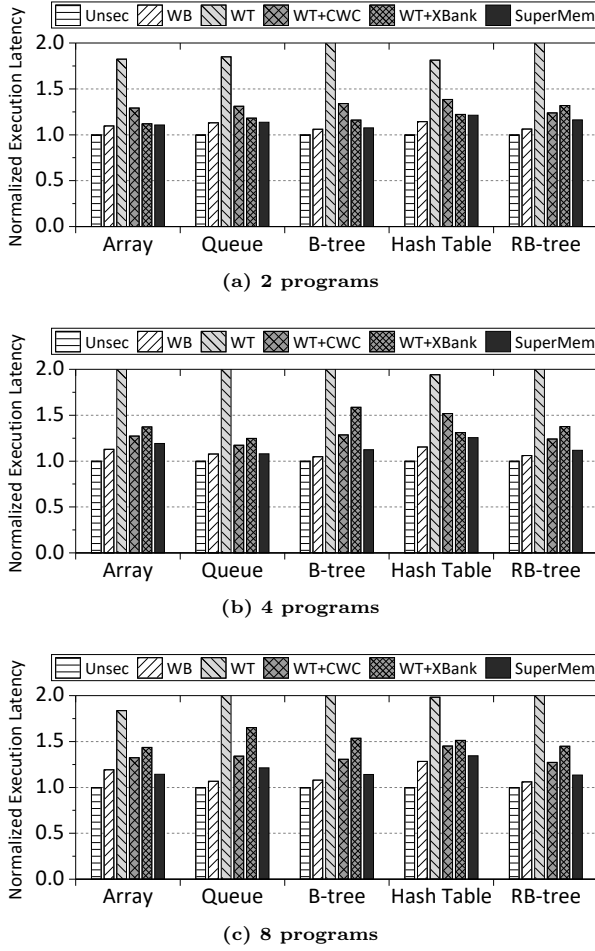 Unsec WB WT WT+CWC WT+XBank SuperMem
Normalized Execution Latency
2.0
1.5
1.0
0.5
0.0
Array Queue B-tree Hash Table RB-tree
(a) 2 programs
Unsec WB WT WT+CWC WT+XBank SuperMem
Normalized Execution Latency
2.0
1.5
1.0
0.5
0.0
Array Queue B-tree Hash Table RB-tree
(b) 4 programs
Unsec WB WT WT+CWC WT+XBank SuperMem
Normalized Execution Latency
2.0
1.5
1.0
0.5
0.0
Array Queue B-tree Hash Table RB-tree
(c) 8 programs